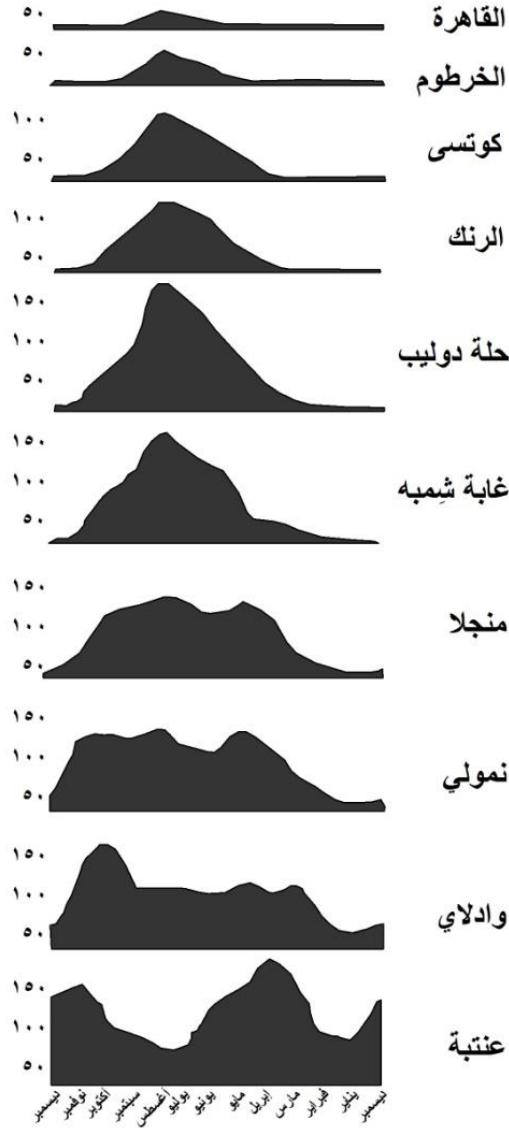 القاهرة
٥٠
الخرطوم
٥٠
كوتسى
١٠٠
٥٠
الرنك
١٠٠
٥٠
حلة دوليب
١٥٠
١٠٠
٥٠
غابة شِمبه
١٥٠
١٠٠
٥٠
منجلا
١٥٠
١٠٠
٥٠
نمولي
١٥٠
١٠٠
٥٠
وادلاي
١٥٠
١٠٠
٥٠
عنتبة
١٥٠
١٠٠
٥٠
ديسمبر يناير فبراير مارس إبريل مايو يونيو يوليو أغسطس سبتمبر أكتوبر نوفمبر ديسمبر